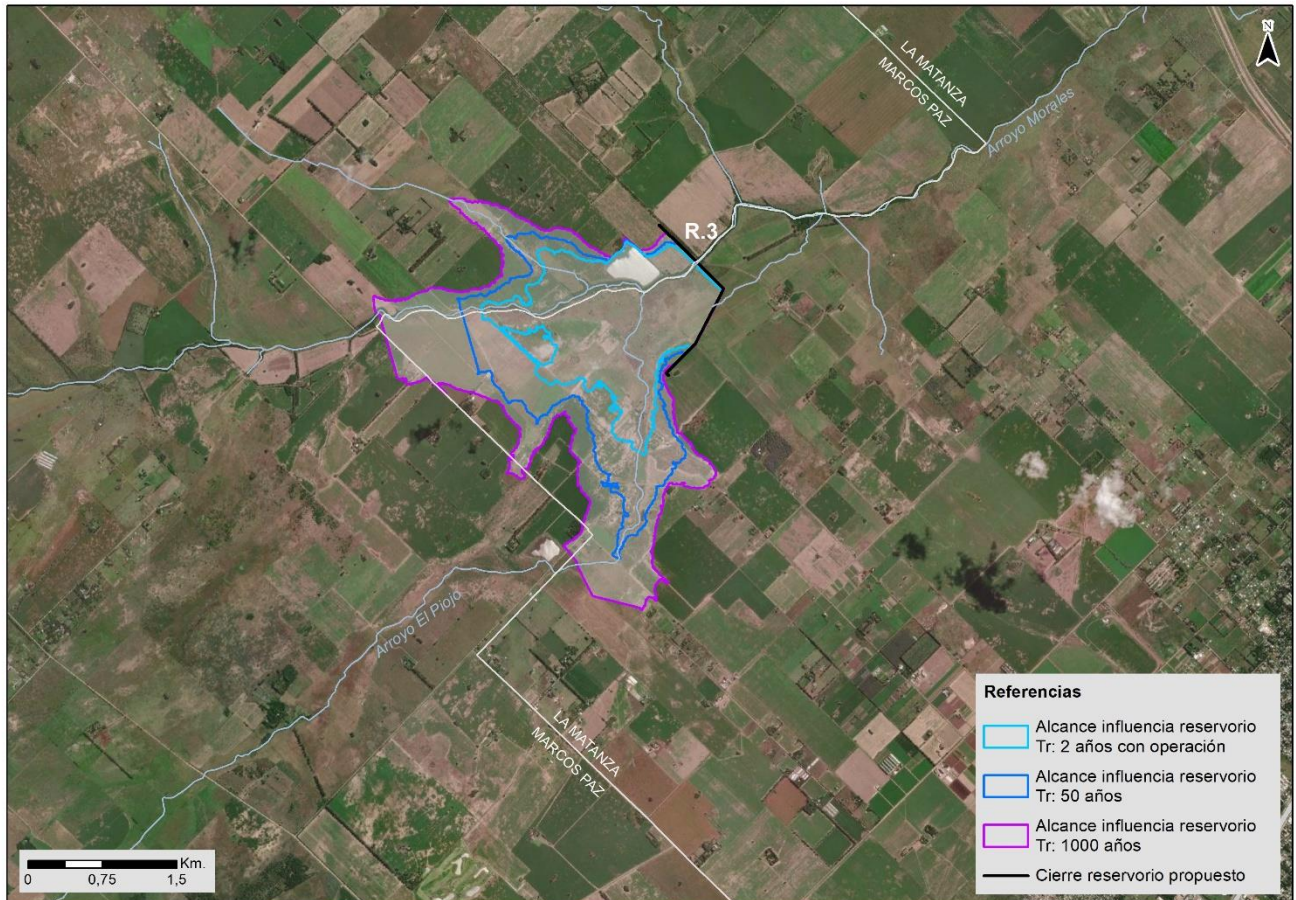 N
LA MATANZA
MARCOS PAZ
Arroyo Morales
R.3
Arroyo El Piojo
LA MATANZA
MARCOS PAZ
Referencias
Alcance influencia reservorio
Tr: 2 años con operación
Alcance influencia reservorio
Tr: 50 años
Alcance influencia reservorio
Tr: 1000 años
Cierre reservorio propuesto
Km.
0 0,75 1,5